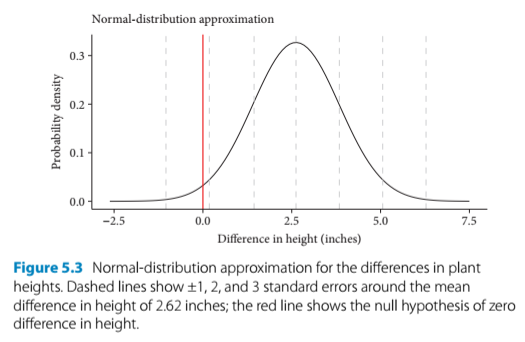 Normal-distribution approximation
0.3
0.2
0.1
0.0
Probability density
−2.5
0.0
2.5
5.0
7.5
Difference in height (inches)
Figure 5.3 Normal-distribution approximation for the differences in plant
heights. Dashed lines show ±1, 2, and 3 standard errors around the mean
difference in height of 2.62 inches; the red line shows the null hypothesis of zero
difference in height.